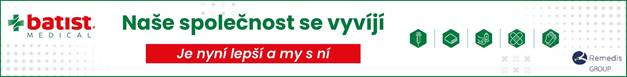 batist.
MEDICAL
Naše společnost se vyvíjí
Je nyní lepší a my s ní
Remedis
GROUP